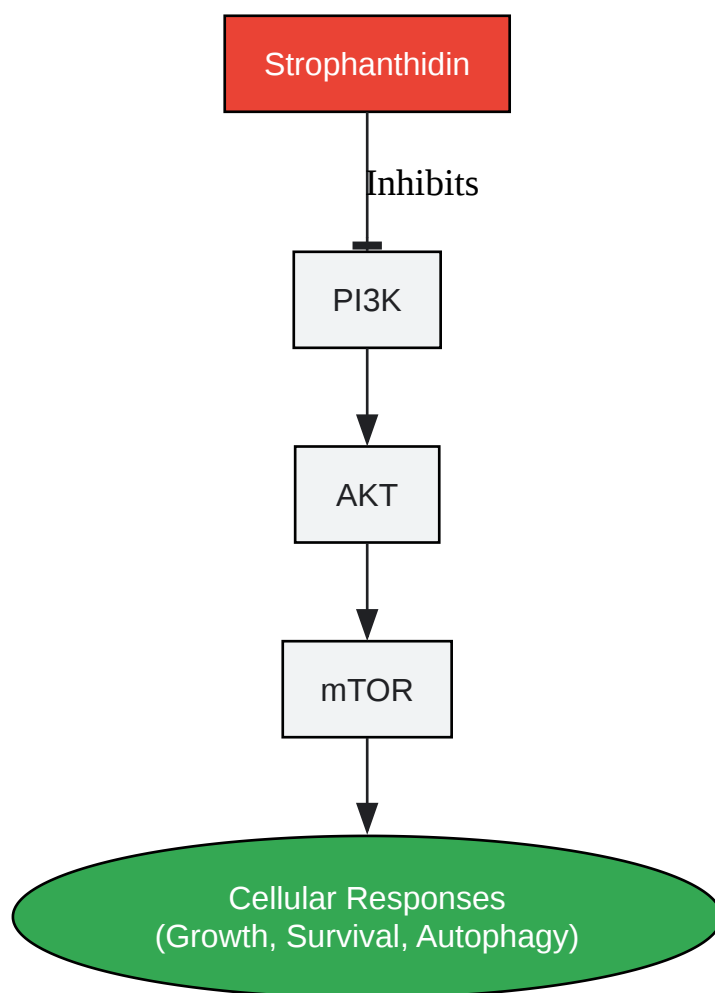 Strophanthidin
Inhibits
PI3K
AKT
mTOR
Cellular Responses
(Growth, Survival, Autophagy)